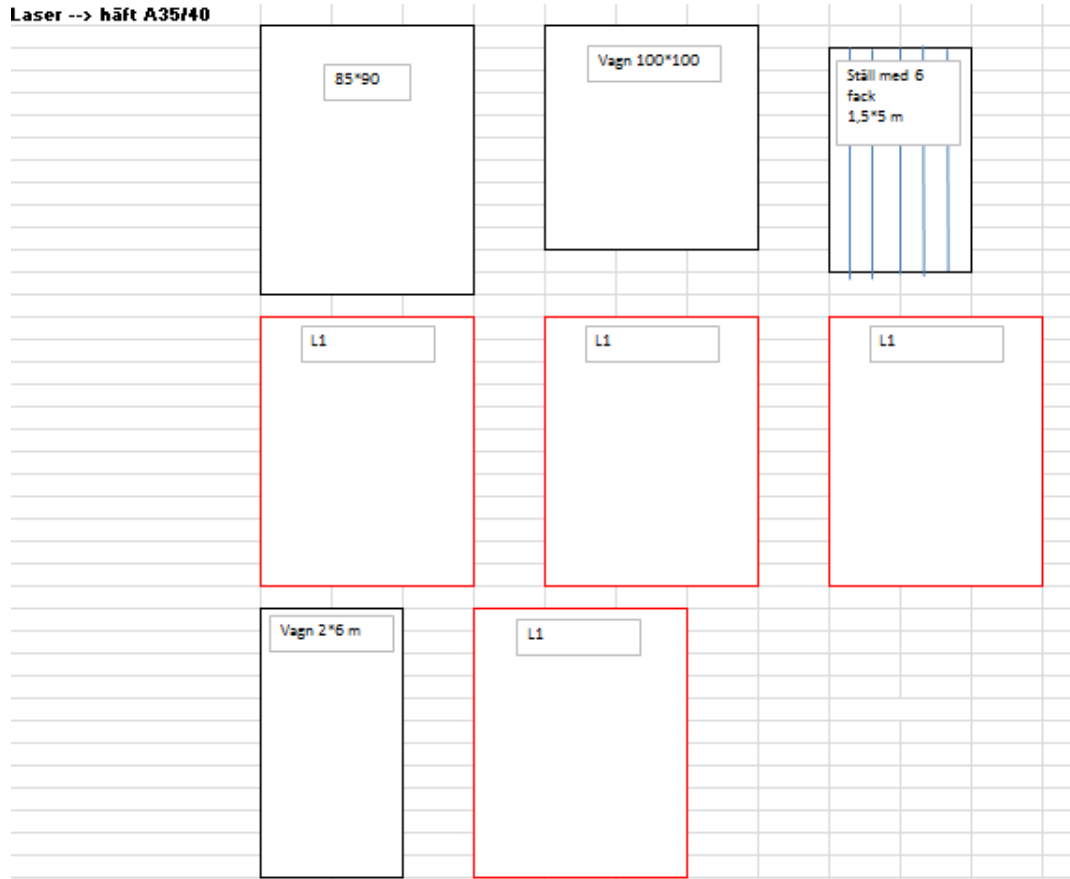 Laser --> häft A35/40
85*90
Vagn 100*100
Ställ med 6
fack
1,5*5 m
L1
L1
L1
Vagn 2*6 m
L1